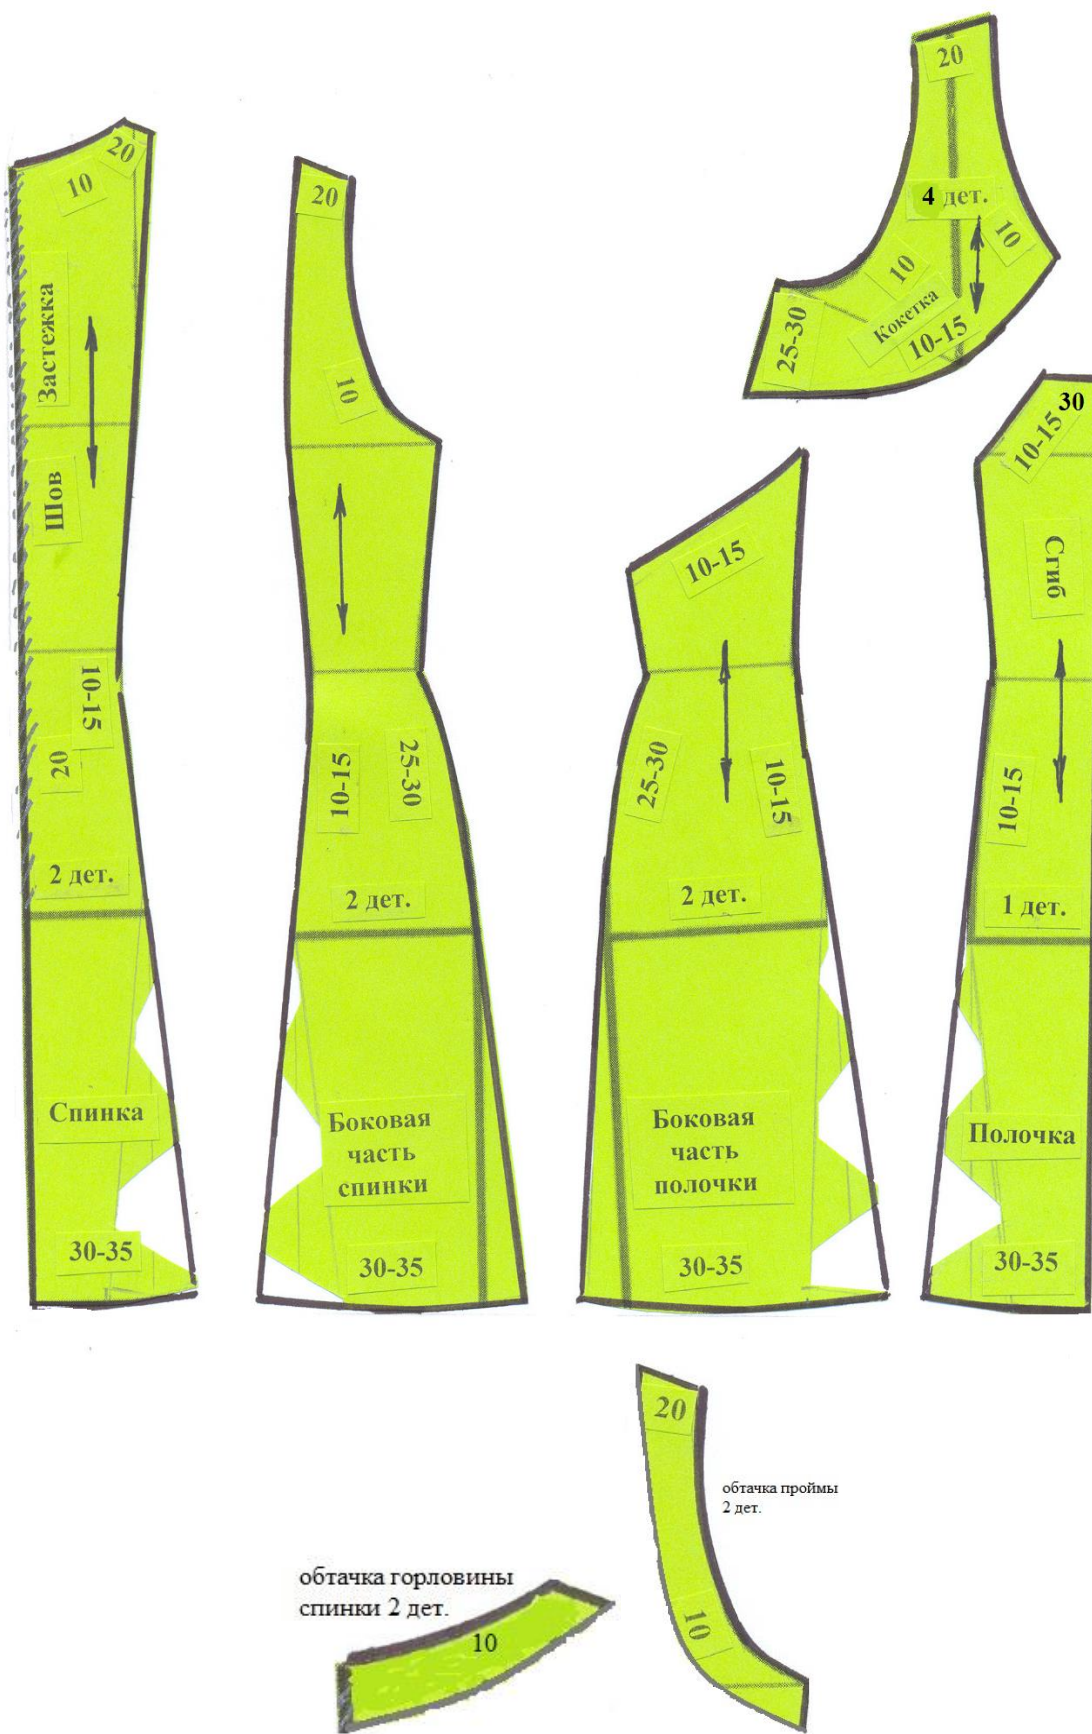 20
10
Застежка
Шов
10-15
20
2 дет.
Спинка
30-35
20
10
10-15
25-30
2 дет.
Боковая
часть
спинки
30-35
20
4 дет.
10
10
Кокетка
10-15
25-30
10-15
25-30
10-15
2 дет.
Боковая
часть
полочки
30-35
30
10-15
Сгиб
10-15
1 дет.
Полочка
30-35
обтачка горловины
спинки 2 дет.
10
20
10
обтачка проймы
2 дет.